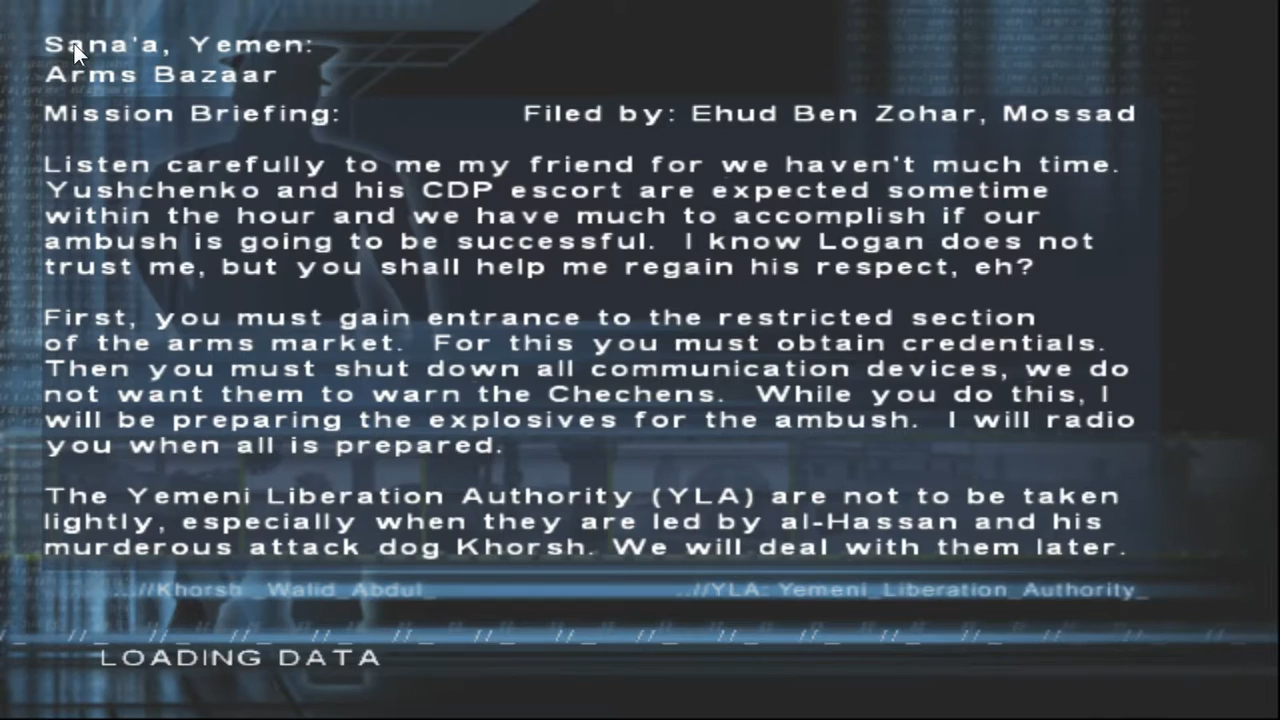 Sana'a, Yemen:
Arms Bazaar
Mission Briefing: Filed by: Ehud Ben Zohar, Mossad
Listen carefully to me my friend for we haven't much time.
Yushchenko and his CDP escort are expected sometime
within the hour and we have much to accomplish if our
ambush is going to be successful. I know Logan does not
trust me, but you shall help me regain his respect, eh?
First, you must gain entrance to the restricted section
of the arms market. For this you must obtain credentials.
Then you must shut down all communication devices, we do
not want them to warn the Chechens. While you do this, I
will be preparing the explosives for the ambush. I will radio
you when all is prepared.
The Yemeni Liberation Authority (YLA) are not to be taken
lightly, especially when they are led by al-Hassan and his
murderous attack dog Khorsh. We will deal with them later.
...//Khorsh_Walid_Abdul_ ...//YLA: Yemeni_Liberation_Authority_
LOADING DATA